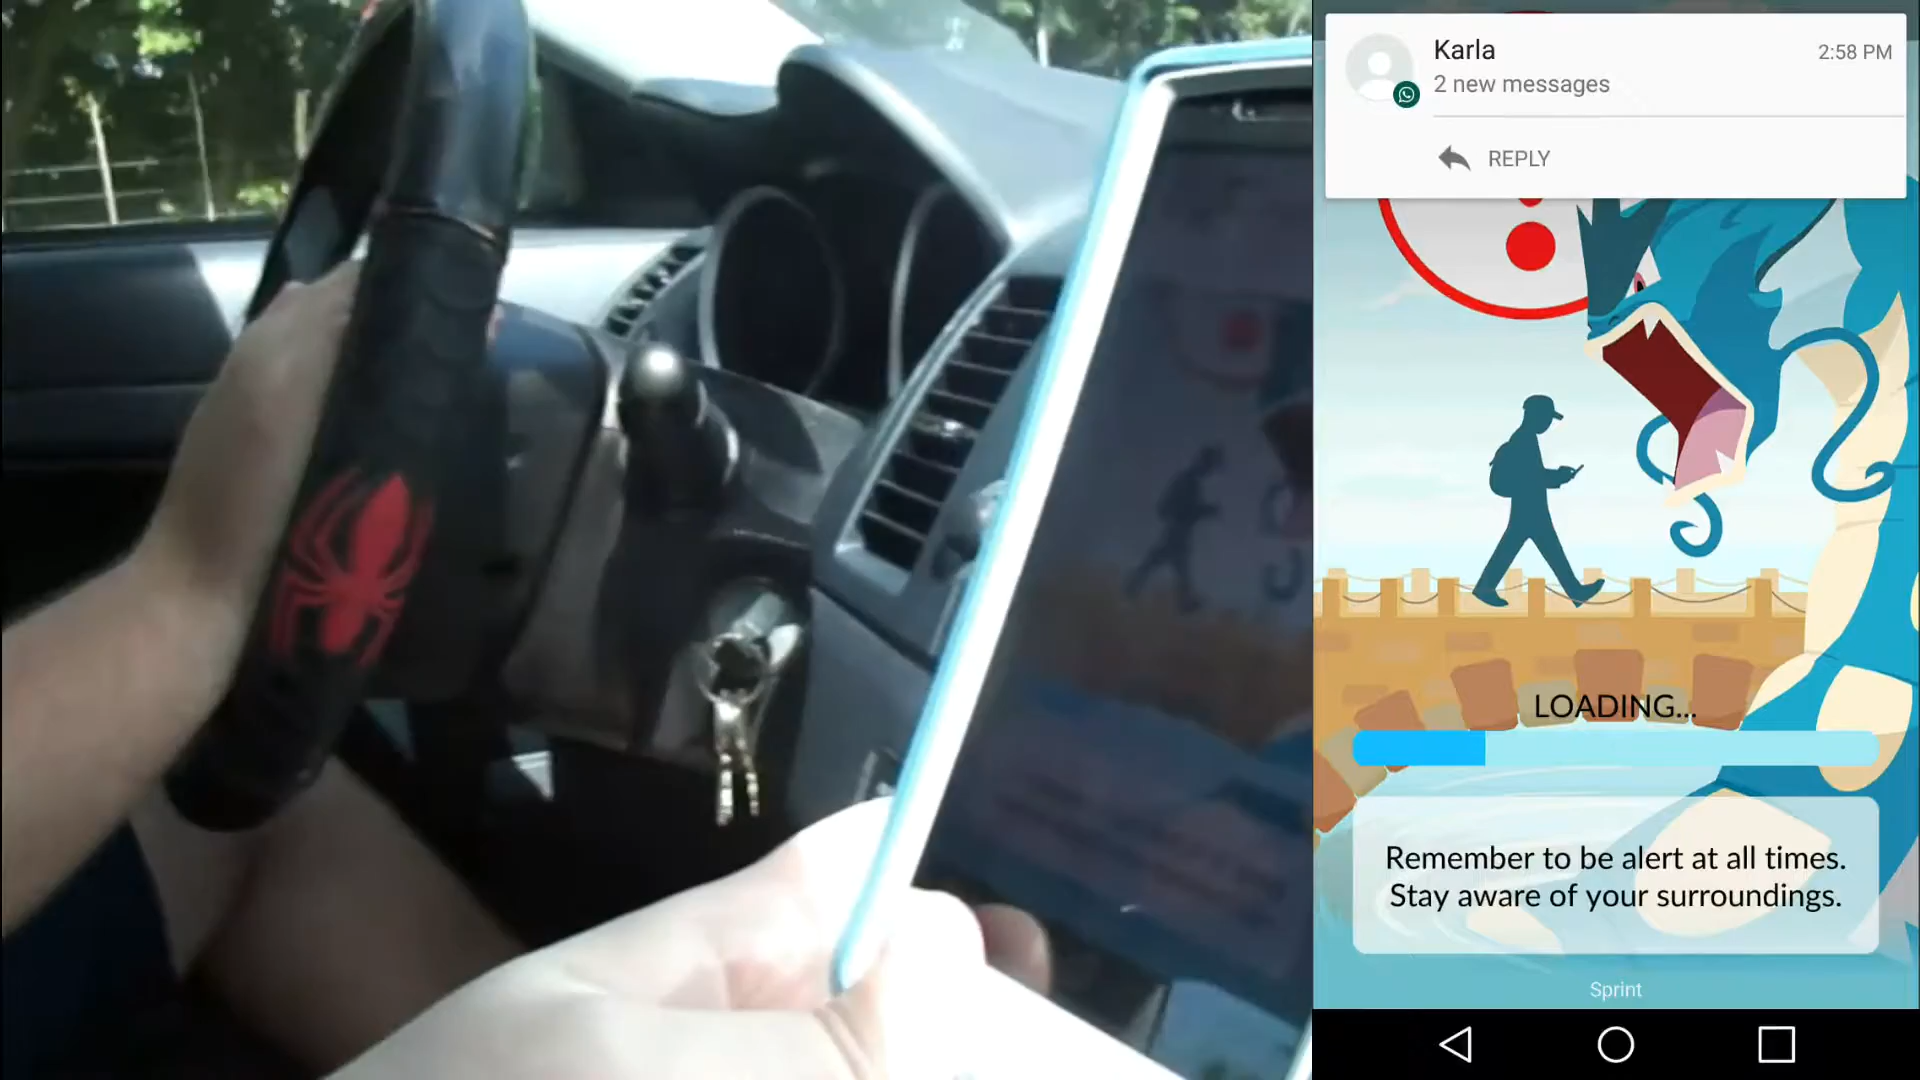 Karla
2:58 PM
2 new messages
REPLY
LOADING...
Remember to be alert at all times.
Stay aware of your surroundings.
Sprint